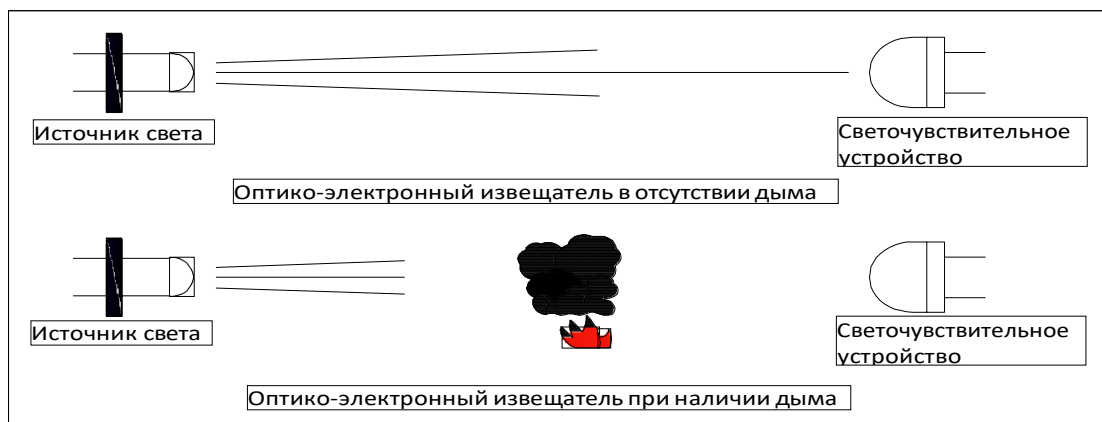 Источник света
Светочувствительное
устройство
Оптико-электронный извещатель в отсутствии дыма
Источник света
Светочувствительное
устройство
Оптико-электронный извещатель при наличии дыма